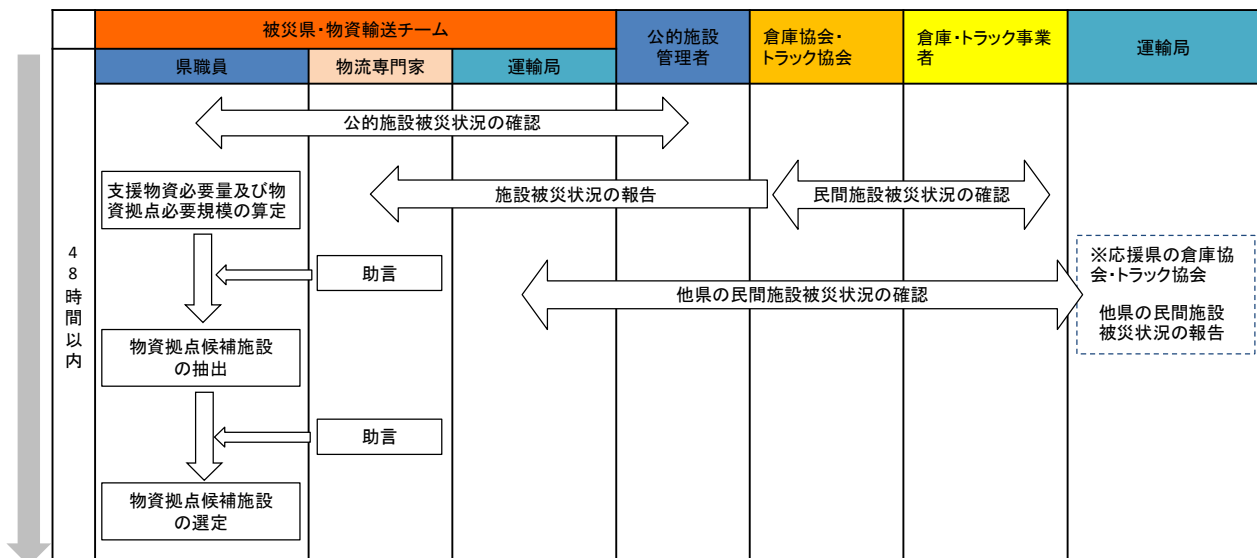 被災県・物資輸送チーム
公的施設
管理者
倉庫協会・
トラック協会
倉庫・トラック事業
者
運輸局
県職員
物流専門家
運輸局
48時間以内
公的施設被災状況の確認
支援物資必要量及び物
資拠点必要規模の算定
施設被災状況の報告
民間施設被災状況の確認
助言
他県の民間施設被災状況の確認
※応援県の倉庫協
会・トラック協会
他県の民間施設
被災状況の報告
物資拠点候補施設
の抽出
助言
物資拠点候補施設
の選定